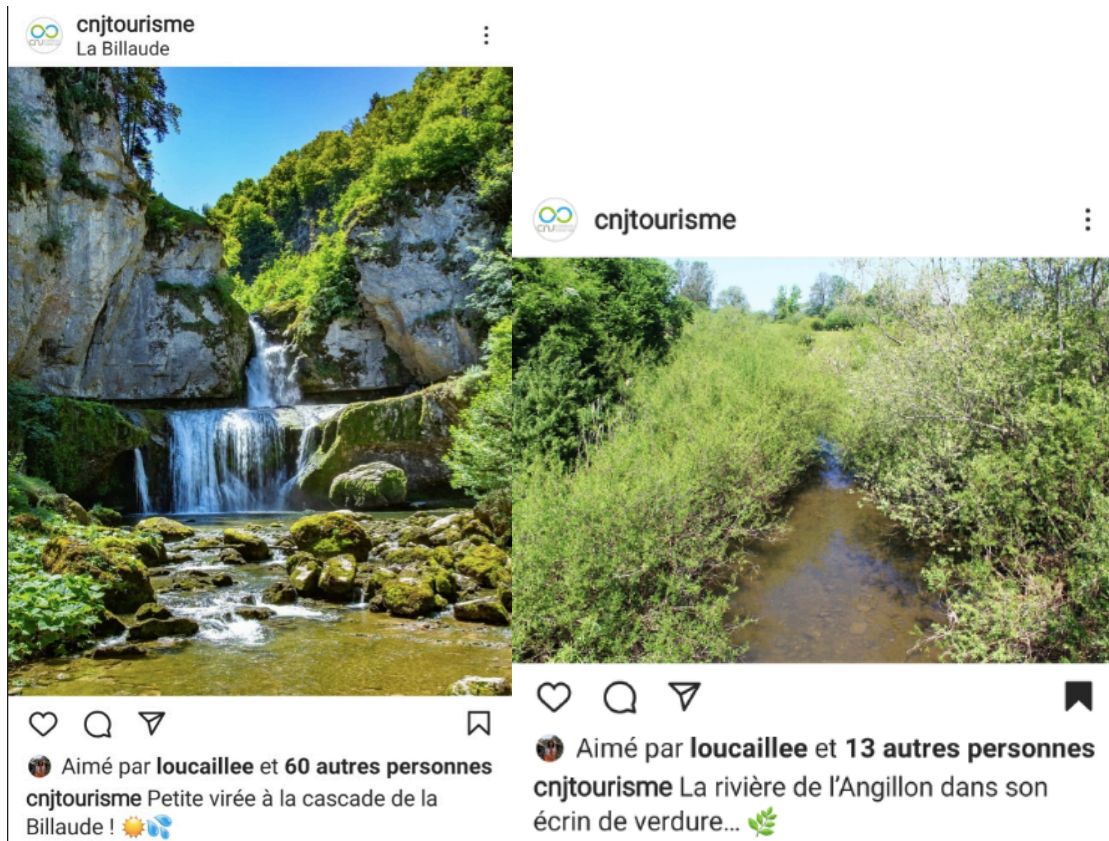 cnjtourisme
La Billaude
Aimé par loucaillee et 60 autres personnes
cnjtourisme Petite virée à la cascade de la
Billaude ! ☀️💦
cnjtourisme
Aimé par loucaillee et 13 autres personnes
cnjtourisme La rivière de l’Angillon dans son
écrin de verdure... 🌿